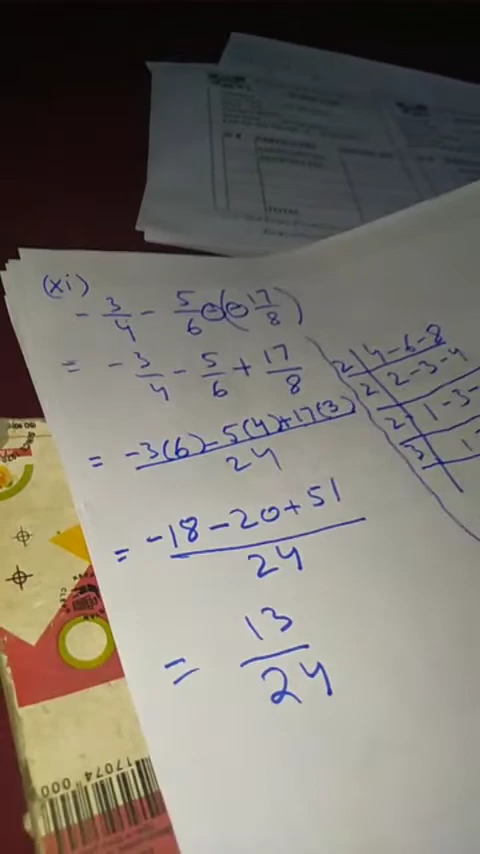 (xi)
- 3/4 - 5/6 - (- 17/8)
= - 3/4 - 5/6 + 17/8
= -3(6) - 5(4) + 17(3) / 24
= -18 - 20 + 51 / 24
= 13/24
2 | 4 - 6 - 8
2 | 2 - 3 - 4
2 | 1 - 3 -
3 | 1 -
TOTAL
17074 000